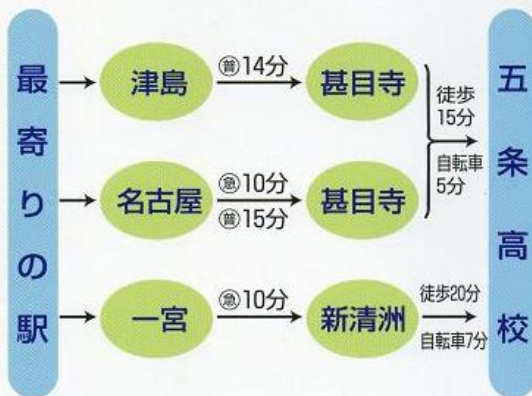 最寄りの駅
津島
普14分
甚目寺
徒歩
15分
自転車
5分
名古屋
急10分
普15分
甚目寺
一宮
急10分
新清洲
徒歩20分
自転車7分
五条高校